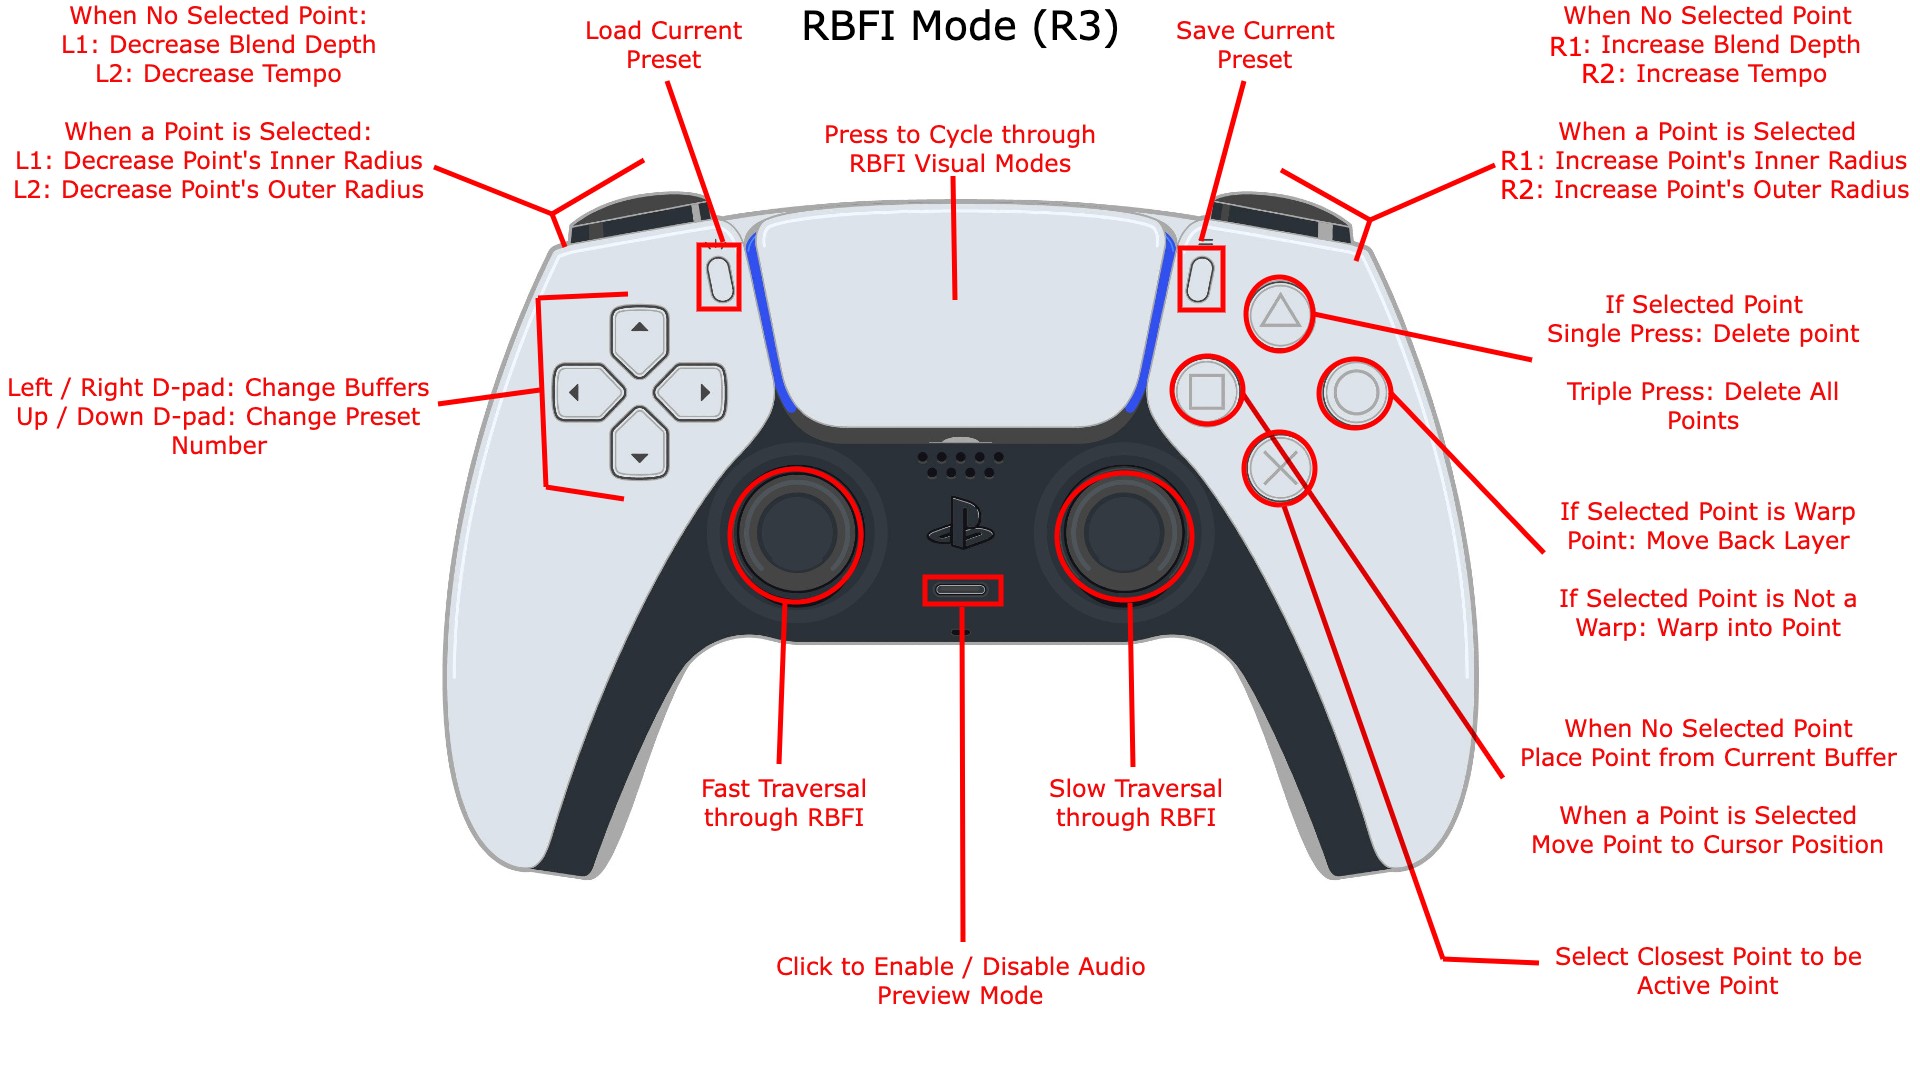 RBFI Mode (R3)
When No Selected Point:
L1: Decrease Blend Depth
L2: Decrease Tempo
When a Point is Selected:
L1: Decrease Point's Inner Radius
L2: Decrease Point's Outer Radius
Load Current
Preset
Press to Cycle through
RBFI Visual Modes
Save Current
Preset
When No Selected Point
R1: Increase Blend Depth
R2: Increase Tempo
When a Point is Selected
R1: Increase Point's Inner Radius
R2: Increase Point's Outer Radius
Left / Right D-pad: Change Buffers
Up / Down D-pad: Change Preset
Number
If Selected Point
Single Press: Delete point
Triple Press: Delete All
Points
If Selected Point is Warp
Point: Move Back Layer
If Selected Point is Not a
Warp: Warp into Point
When No Selected Point
Place Point from Current Buffer
When a Point is Selected
Move Point to Cursor Position
Fast Traversal
through RBFI
Slow Traversal
through RBFI
Click to Enable / Disable Audio
Preview Mode
Select Closest Point to be
Active Point